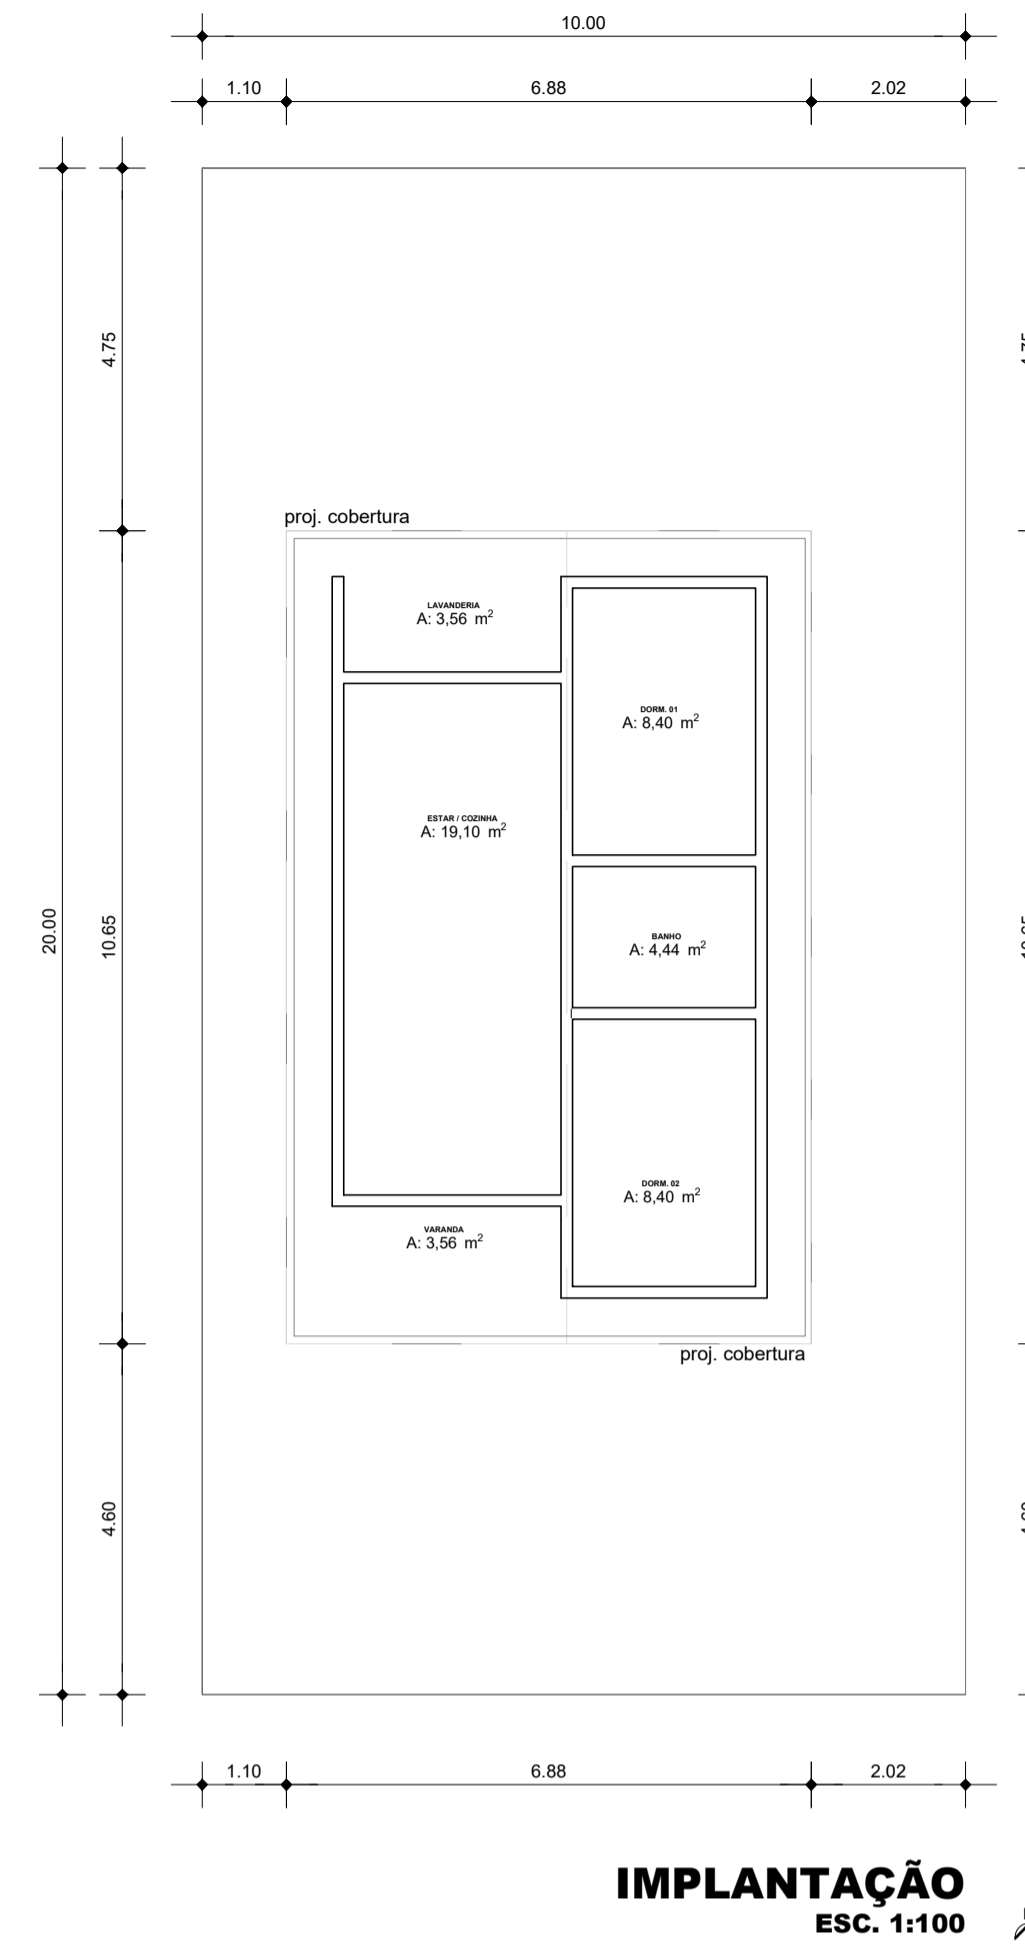 10.00
1.10
6.88
2.02
4.75
proj. cobertura
LAVANDERIA
A: 3,56 m²
DORM. 01
A: 8,40 m²
ESTAR / COZINHA
A: 19,10 m²
20.00
10.65
BANHO
A: 4,44 m²
DORM. 02
A: 8,40 m²
VARANDA
A: 3,56 m²
proj. cobertura
4.60
1.10
6.88
2.02
IMPLANTAÇÃO
ESC. 1:100